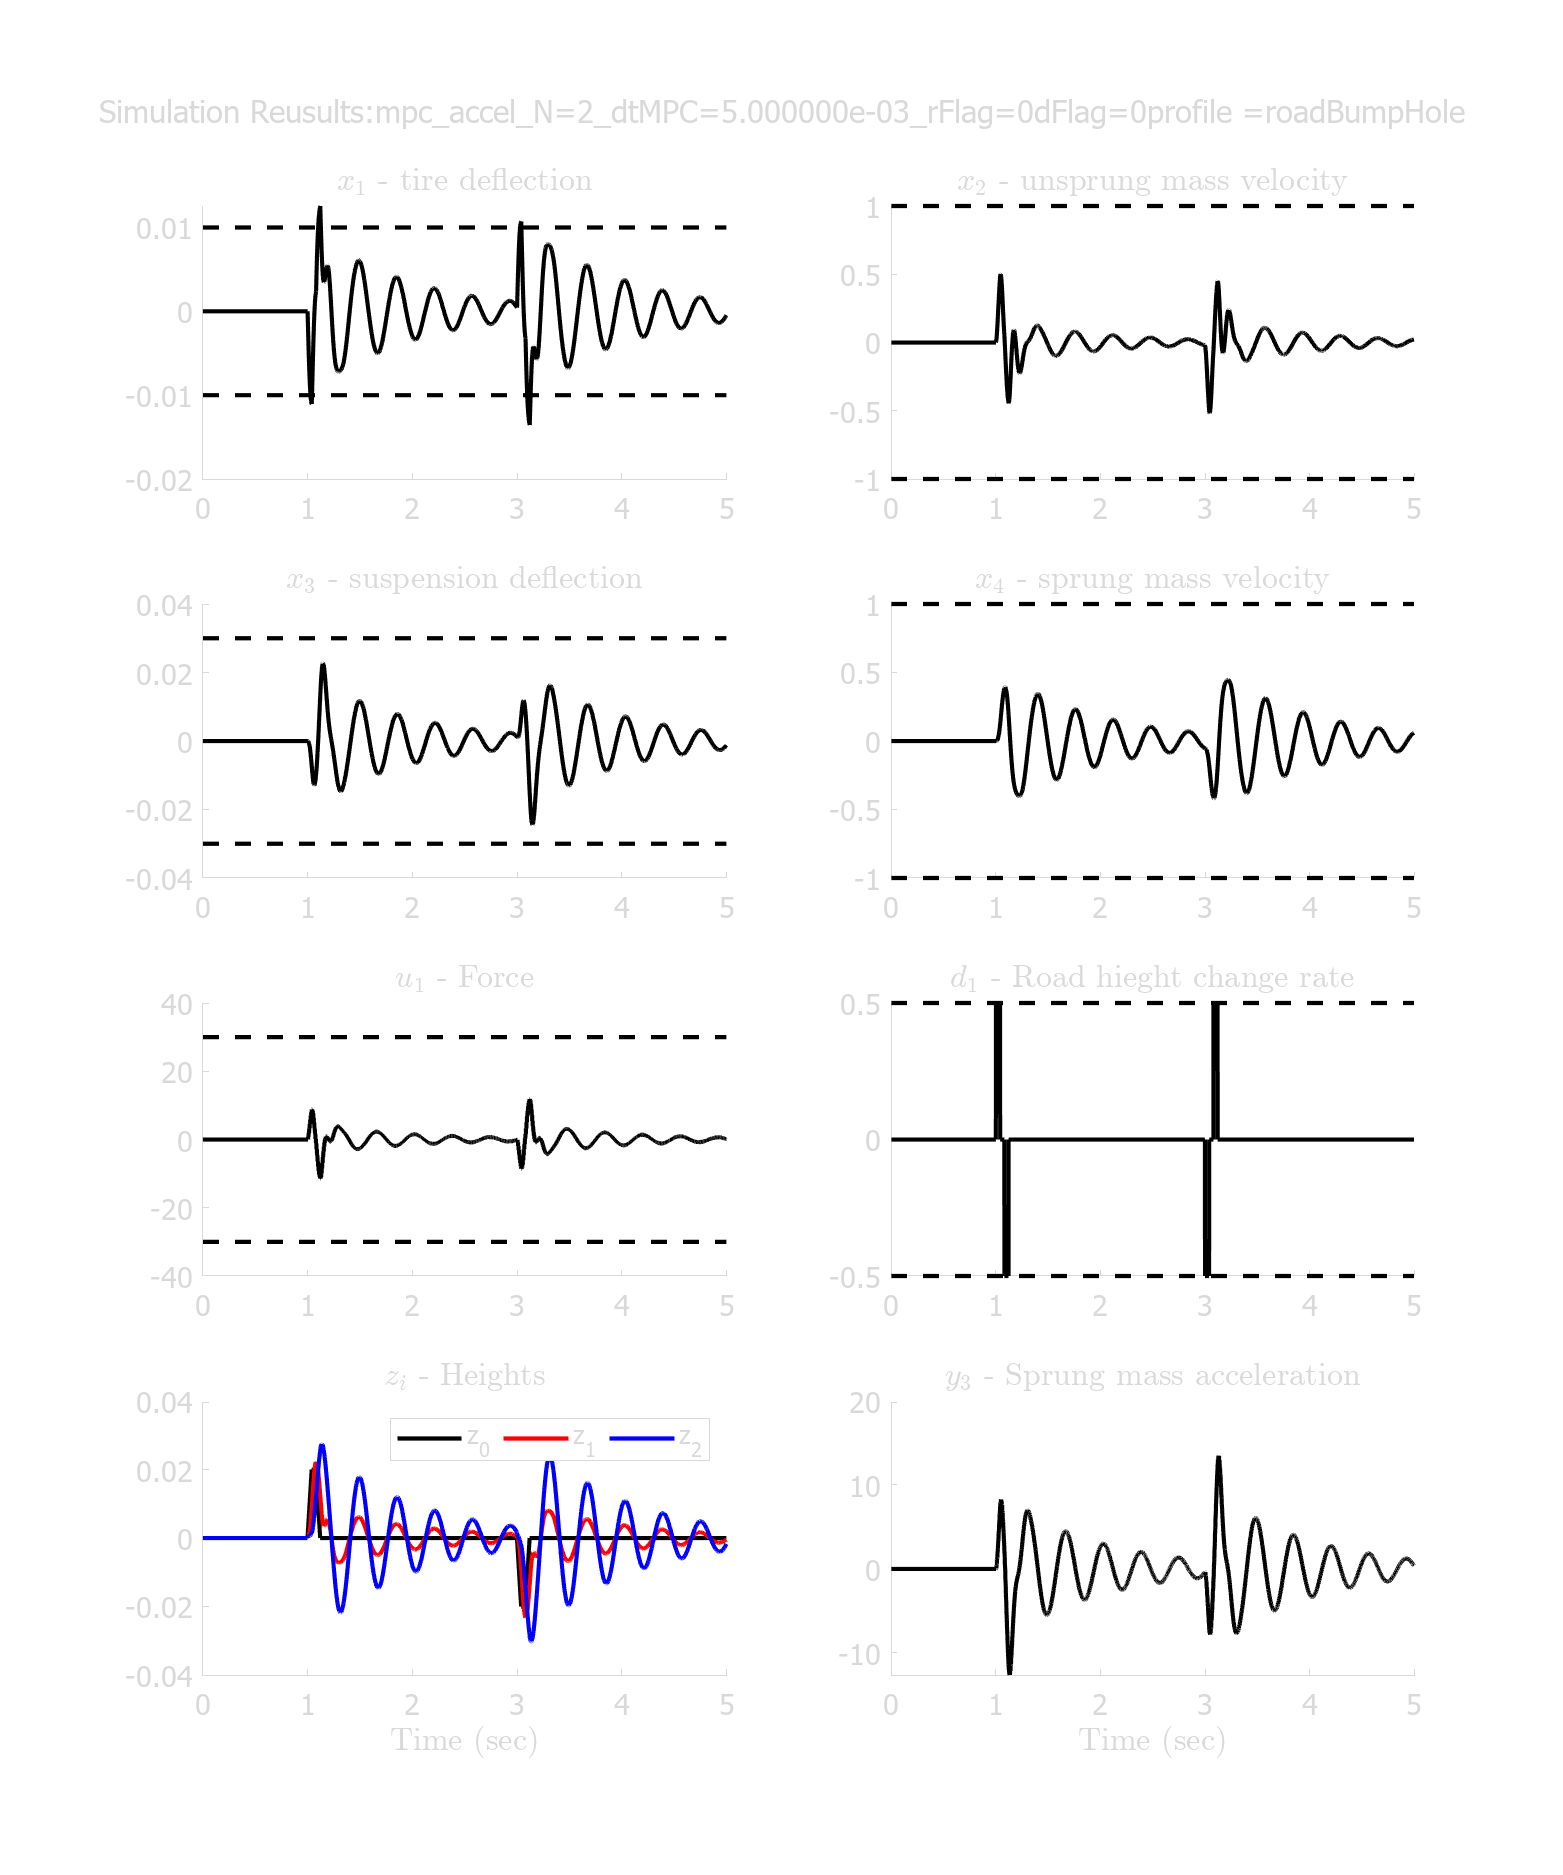 Simulation Reusults:mpc_accel_N=2_dtMPC=5.000000e-03_rFlag=0dFlag=0profile =roadBumpHole
x1 - tire deflection
0.01
0
-0.01
-0.02
0 1 2 3 4 5
x2 - unsprung mass velocity
1
0.5
0
-0.5
-1
0 1 2 3 4 5
x3 - suspension deflection
0.04
0.02
0
-0.02
-0.04
0 1 2 3 4 5
x4 - sprung mass velocity
1
0.5
0
-0.5
-1
0 1 2 3 4 5
u1 - Force
40
20
0
-20
-40
0 1 2 3 4 5
d1 - Road hieght change rate
0.5
0
-0.5
0 1 2 3 4 5
zi - Heights
0.04
0.02
0
-0.02
-0.04
z0 z1 z2
0 1 2 3 4 5
Time (sec)
y3 - Sprung mass acceleration
20
10
0
-10
0 1 2 3 4 5
Time (sec)